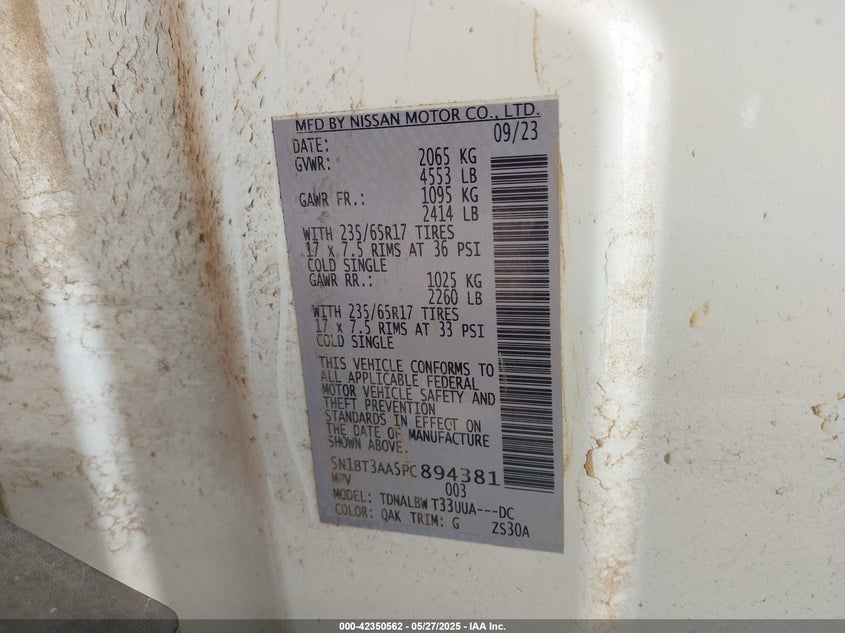 MFD BY NISSAN MOTOR CO., LTD.
DATE: 09/23
GVWR: 2065 KG
4553 LB
GAWR FR.: 1095 KG
2414 LB
WITH 235/65R17 TIRES
17 x 7.5 RIMS AT 36 PSI
COLD SINGLE
GAWR RR.: 1025 KG
2260 LB
WITH 235/65R17 TIRES
17 x 7.5 RIMS AT 33 PSI
COLD SINGLE
THIS VEHICLE CONFORMS TO
ALL APPLICABLE FEDERAL
MOTOR VEHICLE SAFETY AND
THEFT PREVENTION
STANDARDS IN EFFECT ON
THE DATE OF MANUFACTURE
SHOWN ABOVE.
5N1BT3AA5PC894381
MPV 003
MODEL: TDNALBW T33UUA---DC
COLOR: QAK TRIM: G ZS30A
000-42350562 - 05/27/2025 - IAA Inc.